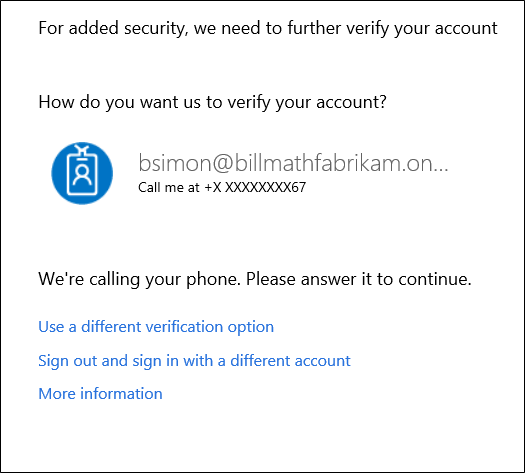 For added security, we need to further verify your account
How do you want us to verify your account?
bsimon@billmathfabrikam.on...
Call me at +X XXXXXXXX67
We're calling your phone. Please answer it to continue.
Use a different verification option
Sign out and sign in with a different account
More information